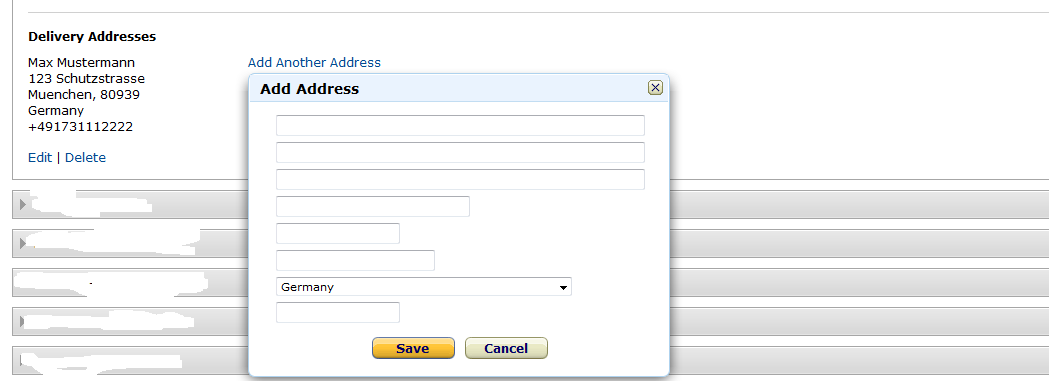 Delivery Addresses
Max Mustermann
123 Schutzstrasse
Muenchen, 80939
Germany
+491731112222
Edit | Delete
Add Another Address
Add Address
Germany
Save Cancel